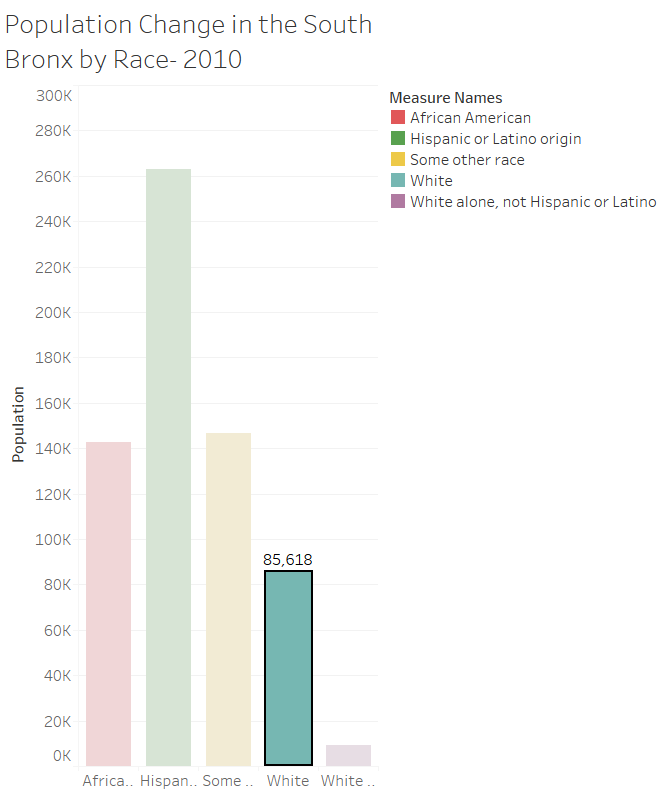 Population Change in the South
Bronx by Race- 2010
Measure Names
African American
Hispanic or Latino origin
Some other race
White
White alone, not Hispanic or Latino
300K
280K
260K
240K
220K
200K
180K
160K
140K
120K
100K
80K
60K
40K
20K
0K
Population
85,618
Africa.. Hispan.. Some .. White White ..